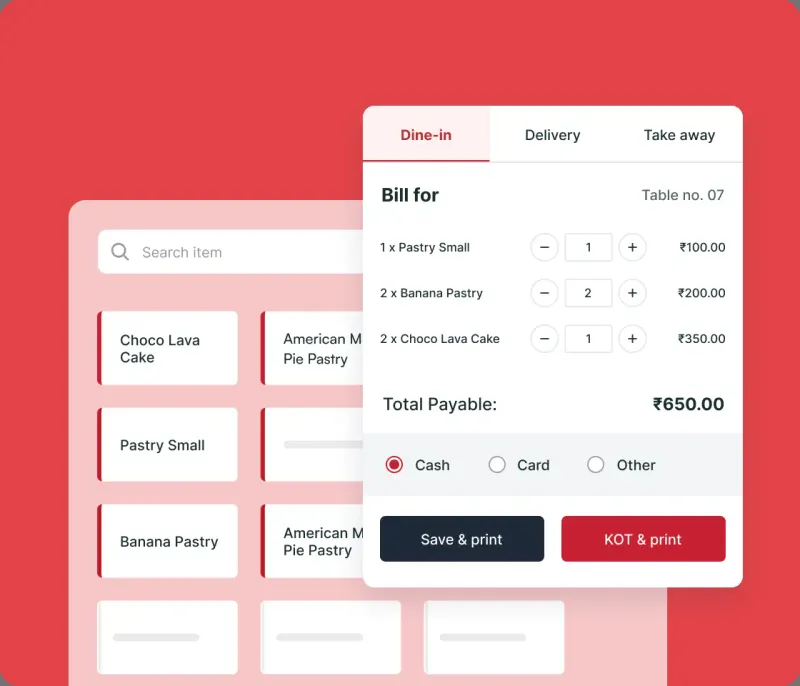 Dine-in
Delivery
Take away
Bill for
Table no. 07
1 x Pastry Small
1
₹100.00
2 x Banana Pastry
2
₹200.00
2 x Choco Lava Cake
1
₹350.00
Total Payable:
₹650.00
Cash
Card
Other
Save & print
KOT & print
Search item
Choco Lava
Cake
American M
Pie Pastry
Pastry Small
Banana Pastry
American M
Pie Pastry